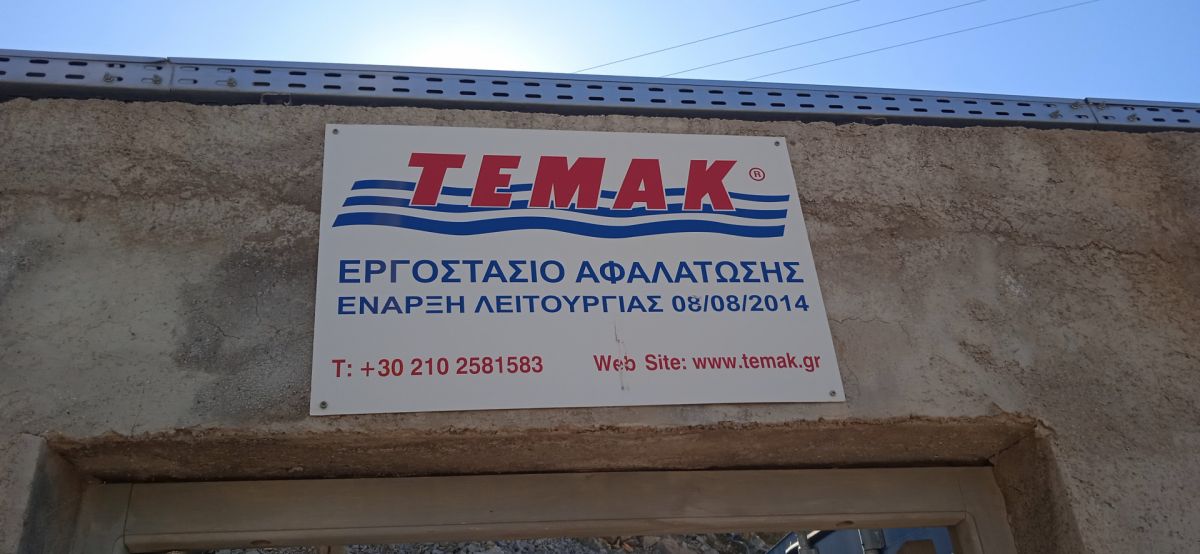 TEMAK ®
ΕΡΓΟΣΤΑΣΙΟ ΑΦΑΛΑΤΩΣΗΣ
ΕΝΑΡΞΗ ΛΕΙΤΟΥΡΓΙΑΣ 08/08/2014
T: +30 210 2581583 Web Site: www.temak.gr